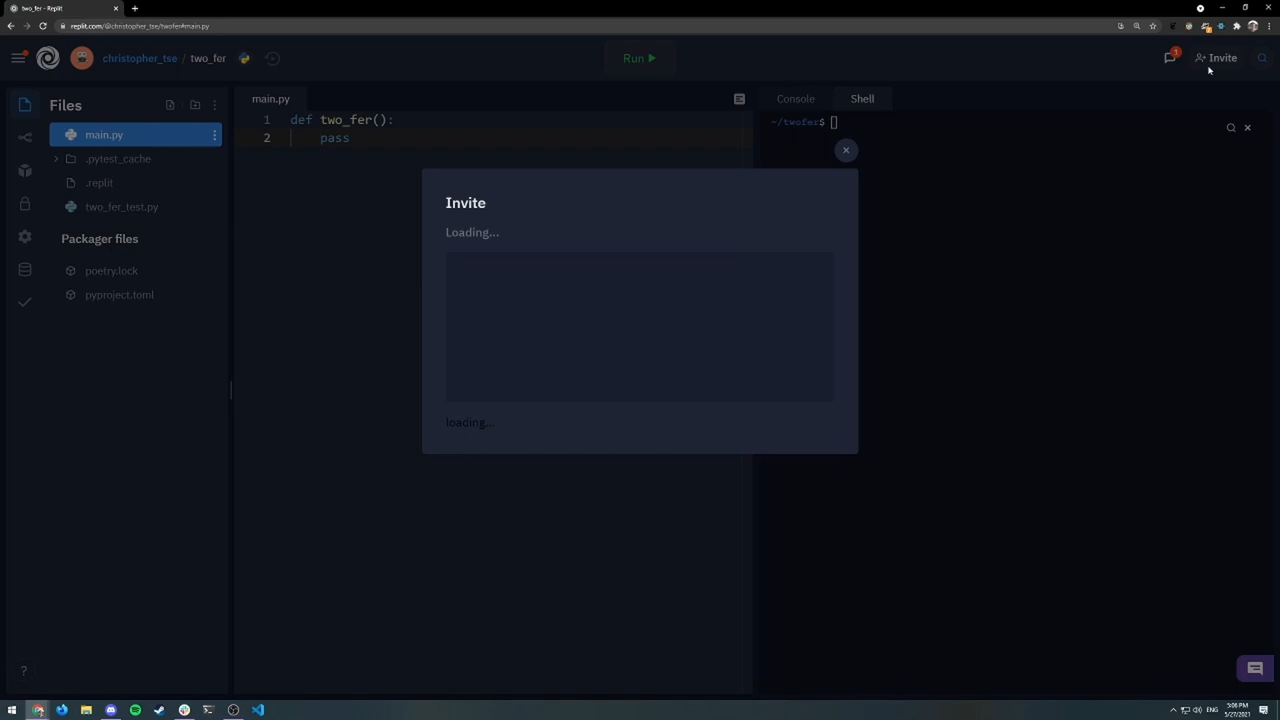 two_fer - Replit
replit.com/@christopher_tse/twofer#main.py
christopher_tse / two_fer
Run
1
Invite
Files
main.py
.pytest_cache
.replit
two_fer_test.py
Packager files
poetry.lock
pyproject.toml
?
main.py
1 def two_fer():
2 pass
Console
Shell
~/twofer$
Invite
Loading...
loading...
ENG
5:06 PM
5/27/2021